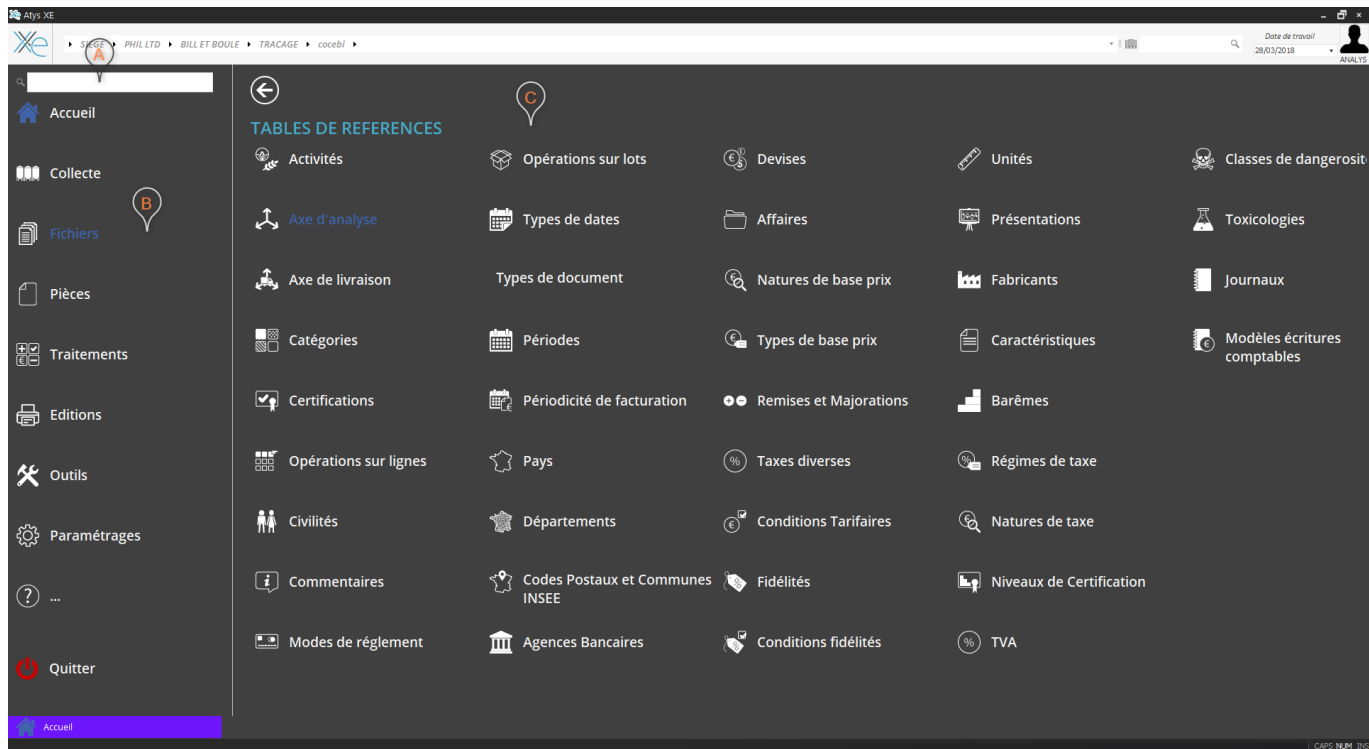 Atys XE
Xe
SIEGE PHIL LTD BILL ET BOULE TRACAGE cocebi
Date de travail
28/03/2018
ANALYS
A
B
C
Accueil
Collecte
Fichiers
Pièces
Traitements
Editions
Outils
Paramétrages
...
Quitter
Accueil
TABLES DE REFERENCES
Activités
Axe d'analyse
Axe de livraison
Catégories
Certifications
Opérations sur lignes
Civilités
Commentaires
Modes de réglement
Opérations sur lots
Types de dates
Types de document
Périodes
Périodicité de facturation
Pays
Départements
Codes Postaux et Communes
INSEE
Agences Bancaires
Devises
Affaires
Natures de base prix
Types de base prix
Remises et Majorations
Taxes diverses
Conditions Tarifaires
Fidélités
Conditions fidélités
Unités
Présentations
Fabricants
Caractéristiques
Barêmes
Régimes de taxe
Natures de taxe
Niveaux de Certification
TVA
Classes de dangerosit
Toxicologies
Journaux
Modèles écritures
comptables
CAPS NUM INS